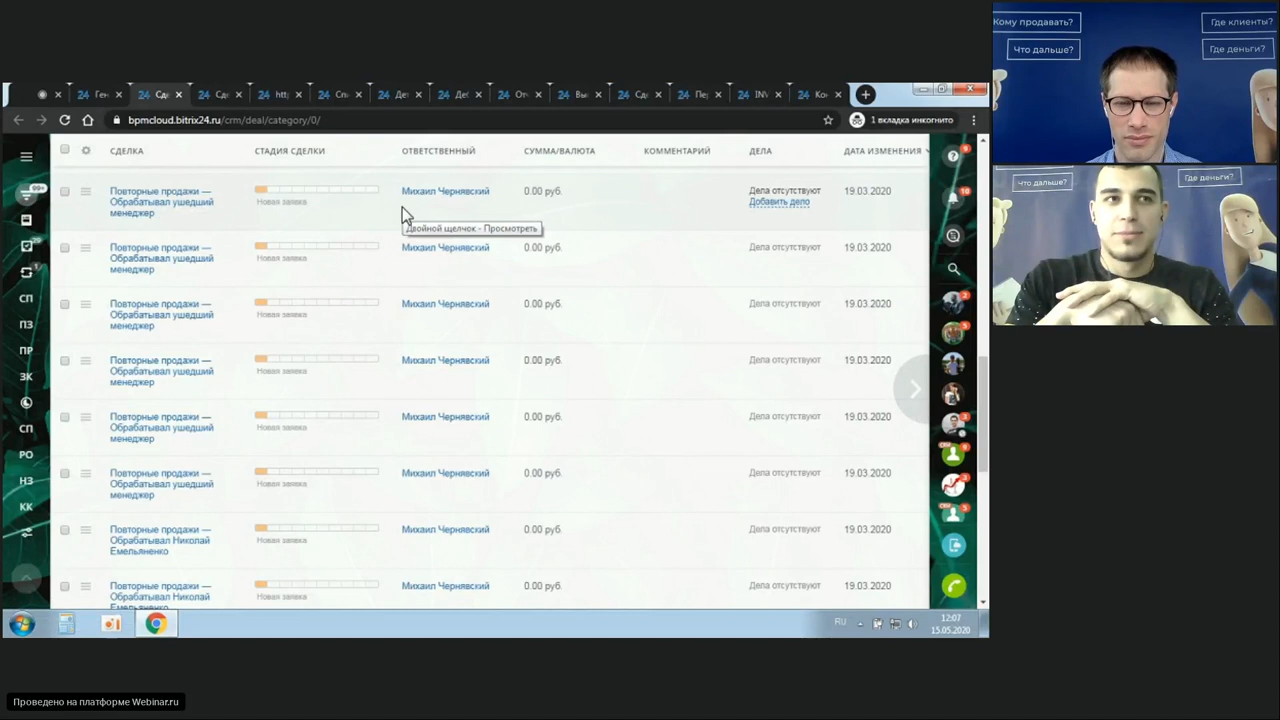 Кому продавать?
Где клиенты?
Что дальше?
Где деньги?
Что дальше?
Где деньги?
bpmcloud.bitrix24.ru/crm/deal/category/0/
1 вкладка инкогнито
СДЕЛКА СТАДИЯ СДЕЛКИ ОТВЕТСТВЕННЫЙ СУММА/ВАЛЮТА КОММЕНТАРИЙ ДЕЛА ДАТА ИЗМЕНЕНИЯ
Повторные продажи — Михаил Чернявский 0.00 руб. Дела отсутствуют 19.03.2020
Обрабатывал ушедший Новая заявка Добавить дело
менеджер
Двойной щелчок - Просмотреть
Повторные продажи — Михаил Чернявский 0.00 руб. Дела отсутствуют 19.03.2020
Обрабатывал ушедший Новая заявка
менеджер
Повторные продажи — Михаил Чернявский 0.00 руб. Дела отсутствуют 19.03.2020
Обрабатывал ушедший Новая заявка
менеджер
Повторные продажи — Михаил Чернявский 0.00 руб. Дела отсутствуют 19.03.2020
Обрабатывал ушедший Новая заявка
менеджер
Повторные продажи — Михаил Чернявский 0.00 руб. Дела отсутствуют 19.03.2020
Обрабатывал ушедший Новая заявка
менеджер
Повторные продажи — Михаил Чернявский 0.00 руб. Дела отсутствуют 19.03.2020
Обрабатывал ушедший Новая заявка
менеджер
Повторные продажи — Михаил Чернявский 0.00 руб. Дела отсутствуют 19.03.2020
Обрабатывал Николай Новая заявка
Емельяненко
Повторные продажи — Михаил Чернявский 0.00 руб. Дела отсутствуют 19.03.2020
Обрабатывал Николай Новая заявка
Емельяненко
99+
СП
ПЗ
ПР
ЗК
СП
РО
НЗ
КК
RU
12:07
15.05.2020
Проведено на платформе Webinar.ru